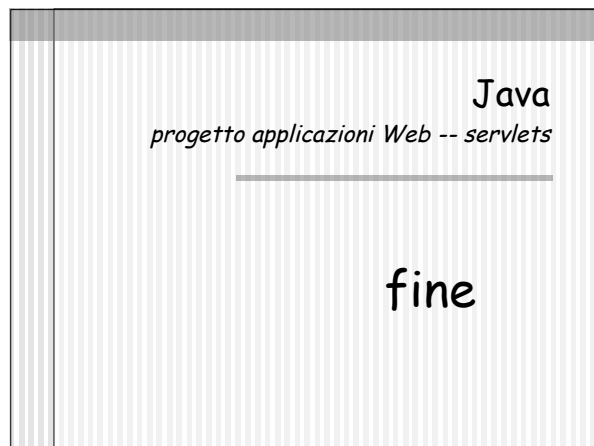 Java
progetto applicazioni Web -- servlets
fine